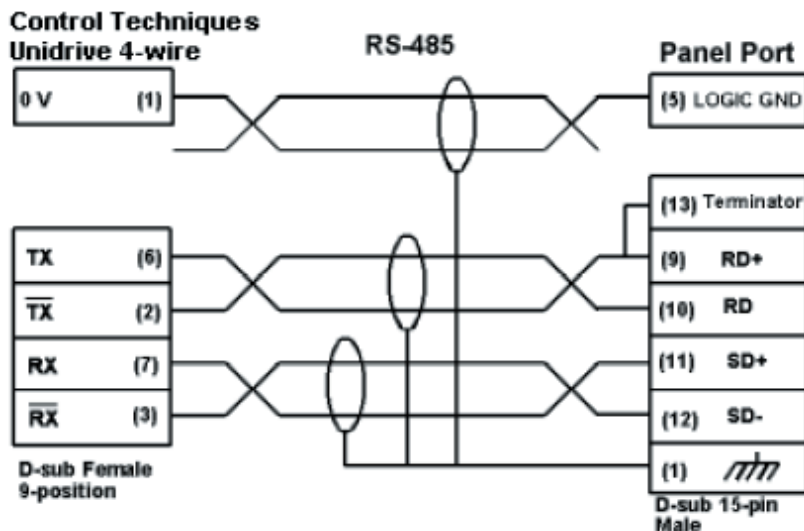 Control Techniques
Unidrive 4-wire
RS-485
Panel Port
0 V (1)
(5) LOGIC GND
(13) Terminator
TX (6)
(9) RD+
T̅X̅ (2)
(10) RD
RX (7)
(11) SD+
R̅X̅ (3)
(12) SD-
(1)
D-sub Female
9-position
D-sub 15-pin
Male